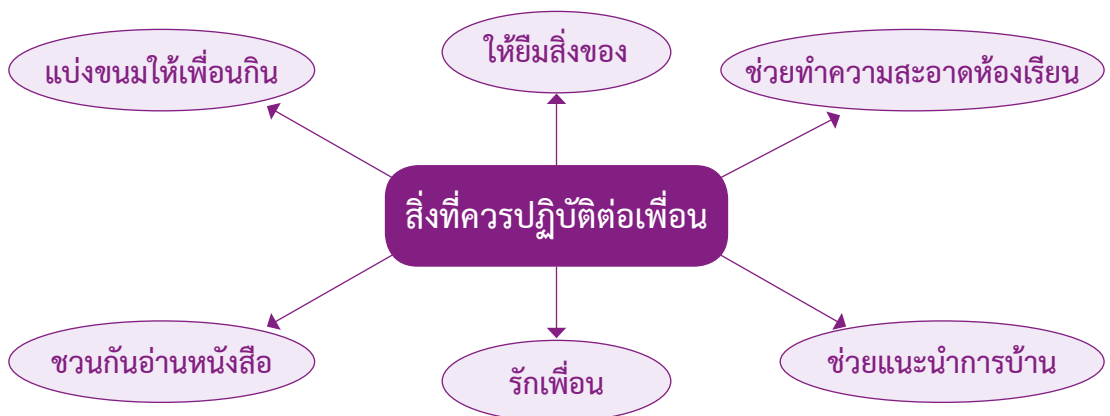 ให้ยืมสิ่งของ
แบ่งขนมให้เพื่อนกิน
ช่วยทำความสะอาดห้องเรียน
สิ่งที่ควรปฏิบัติต่อเพื่อน
ชวนกันอ่านหนังสือ
รักเพื่อน
ช่วยแนะนำการบ้าน